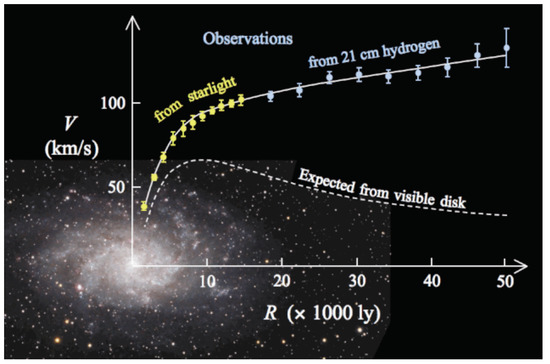 Observations
from 21 cm hydrogen
from starlight
100
V
(km/s)
50
Expected from visible disk
10 20 30 40 50
R (× 1000 ly)